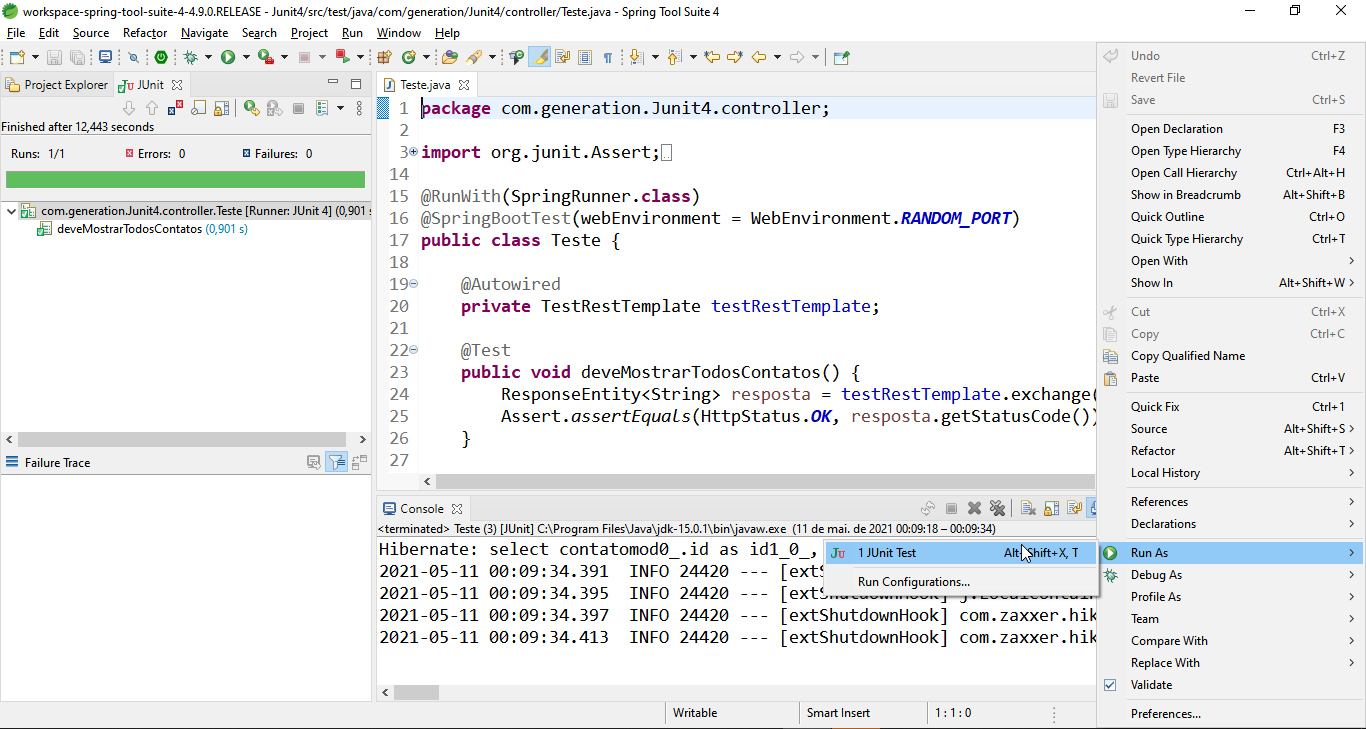 workspace-spring-tool-suite-4-4.9.0.RELEASE - Junit4/src/test/java/com/generation/Junit4/controller/Teste.java - Spring Tool Suite 4
File Edit Source Refactor Navigate Search Project Run Window Help
Project Explorer JUnit
Finished after 12,443 seconds
Runs: 1/1 Errors: 0 Failures: 0
com.generation.Junit4.controller.Teste [Runner: JUnit 4] (0,901
deveMostrarTodosContatos (0,901 s)
Failure Trace
Teste.java
1 package com.generation.Junit4.controller;
2
3 import org.junit.Assert;
14
15 @RunWith(SpringRunner.class)
16 @SpringBootTest(webEnvironment = WebEnvironment.RANDOM_PORT)
17 public class Teste {
18
19 @Autowired
20 private TestRestTemplate testRestTemplate;
21
22 @Test
23 public void deveMostrarTodosContatos() {
24 ResponseEntity<String> resposta = testRestTemplate.exchange(
25 Assert.assertEquals(HttpStatus.OK, resposta.getStatusCode())
26 }
27
Console
<terminated> Teste (3) [JUnit] C:\Program Files\Java\jdk-15.0.1\bin\javaw.exe (11 de mai. de 2021 00:09:18 – 00:09:34)
Hibernate: select contatomod0_.id as id1_0_,
2021-05-11 00:09:34.391 INFO 24420 --- [extS
2021-05-11 00:09:34.395 INFO 24420 ---
2021-05-11 00:09:34.397 INFO 24420 --- [extShutdownHook] com.zaxxer.hik
2021-05-11 00:09:34.413 INFO 24420 --- [extShutdownHook] com.zaxxer.hik
1 JUnit Test Alt+Shift+X, T
Run Configurations...
Writable Smart Insert 1 : 1 : 0
Undo Ctrl+Z
Revert File
Save Ctrl+S
Open Declaration F3
Open Type Hierarchy F4
Open Call Hierarchy Ctrl+Alt+H
Show in Breadcrumb Alt+Shift+B
Quick Outline Ctrl+O
Quick Type Hierarchy Ctrl+T
Open With
Show In Alt+Shift+W
Cut Ctrl+X
Copy Ctrl+C
Copy Qualified Name
Paste Ctrl+V
Quick Fix Ctrl+1
Source Alt+Shift+S
Refactor Alt+Shift+T
Local History
References
Declarations
Run As
Debug As
Profile As
Team
Compare With
Replace With
Validate
Preferences...